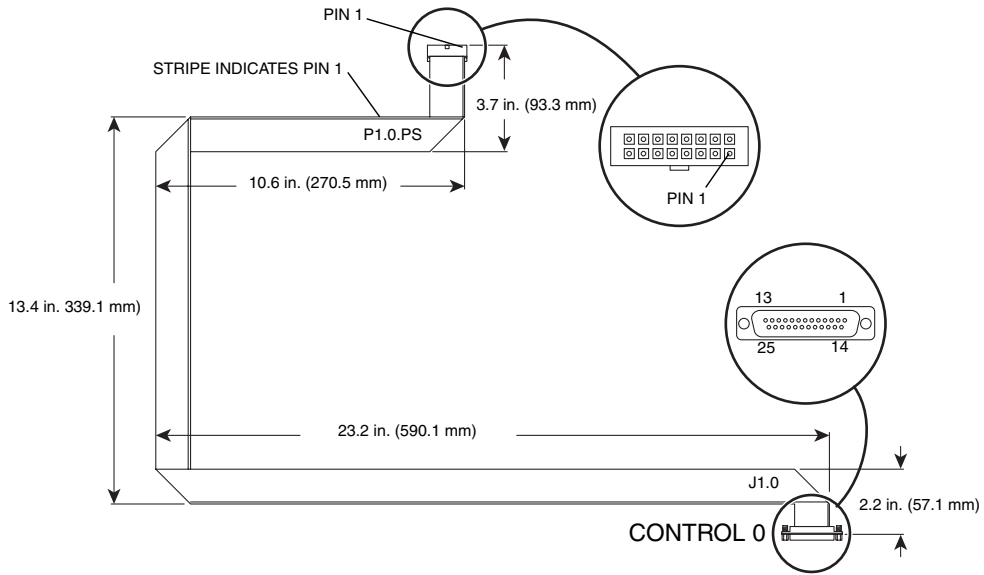 PIN 1
STRIPE INDICATES PIN 1
3.7 in. (93.3 mm)
P1.0.PS
PIN 1
10.6 in. (270.5 mm)
13.4 in. 339.1 mm)
13 1
25 14
23.2 in. (590.1 mm)
J1.0
2.2 in. (57.1 mm)
CONTROL 0